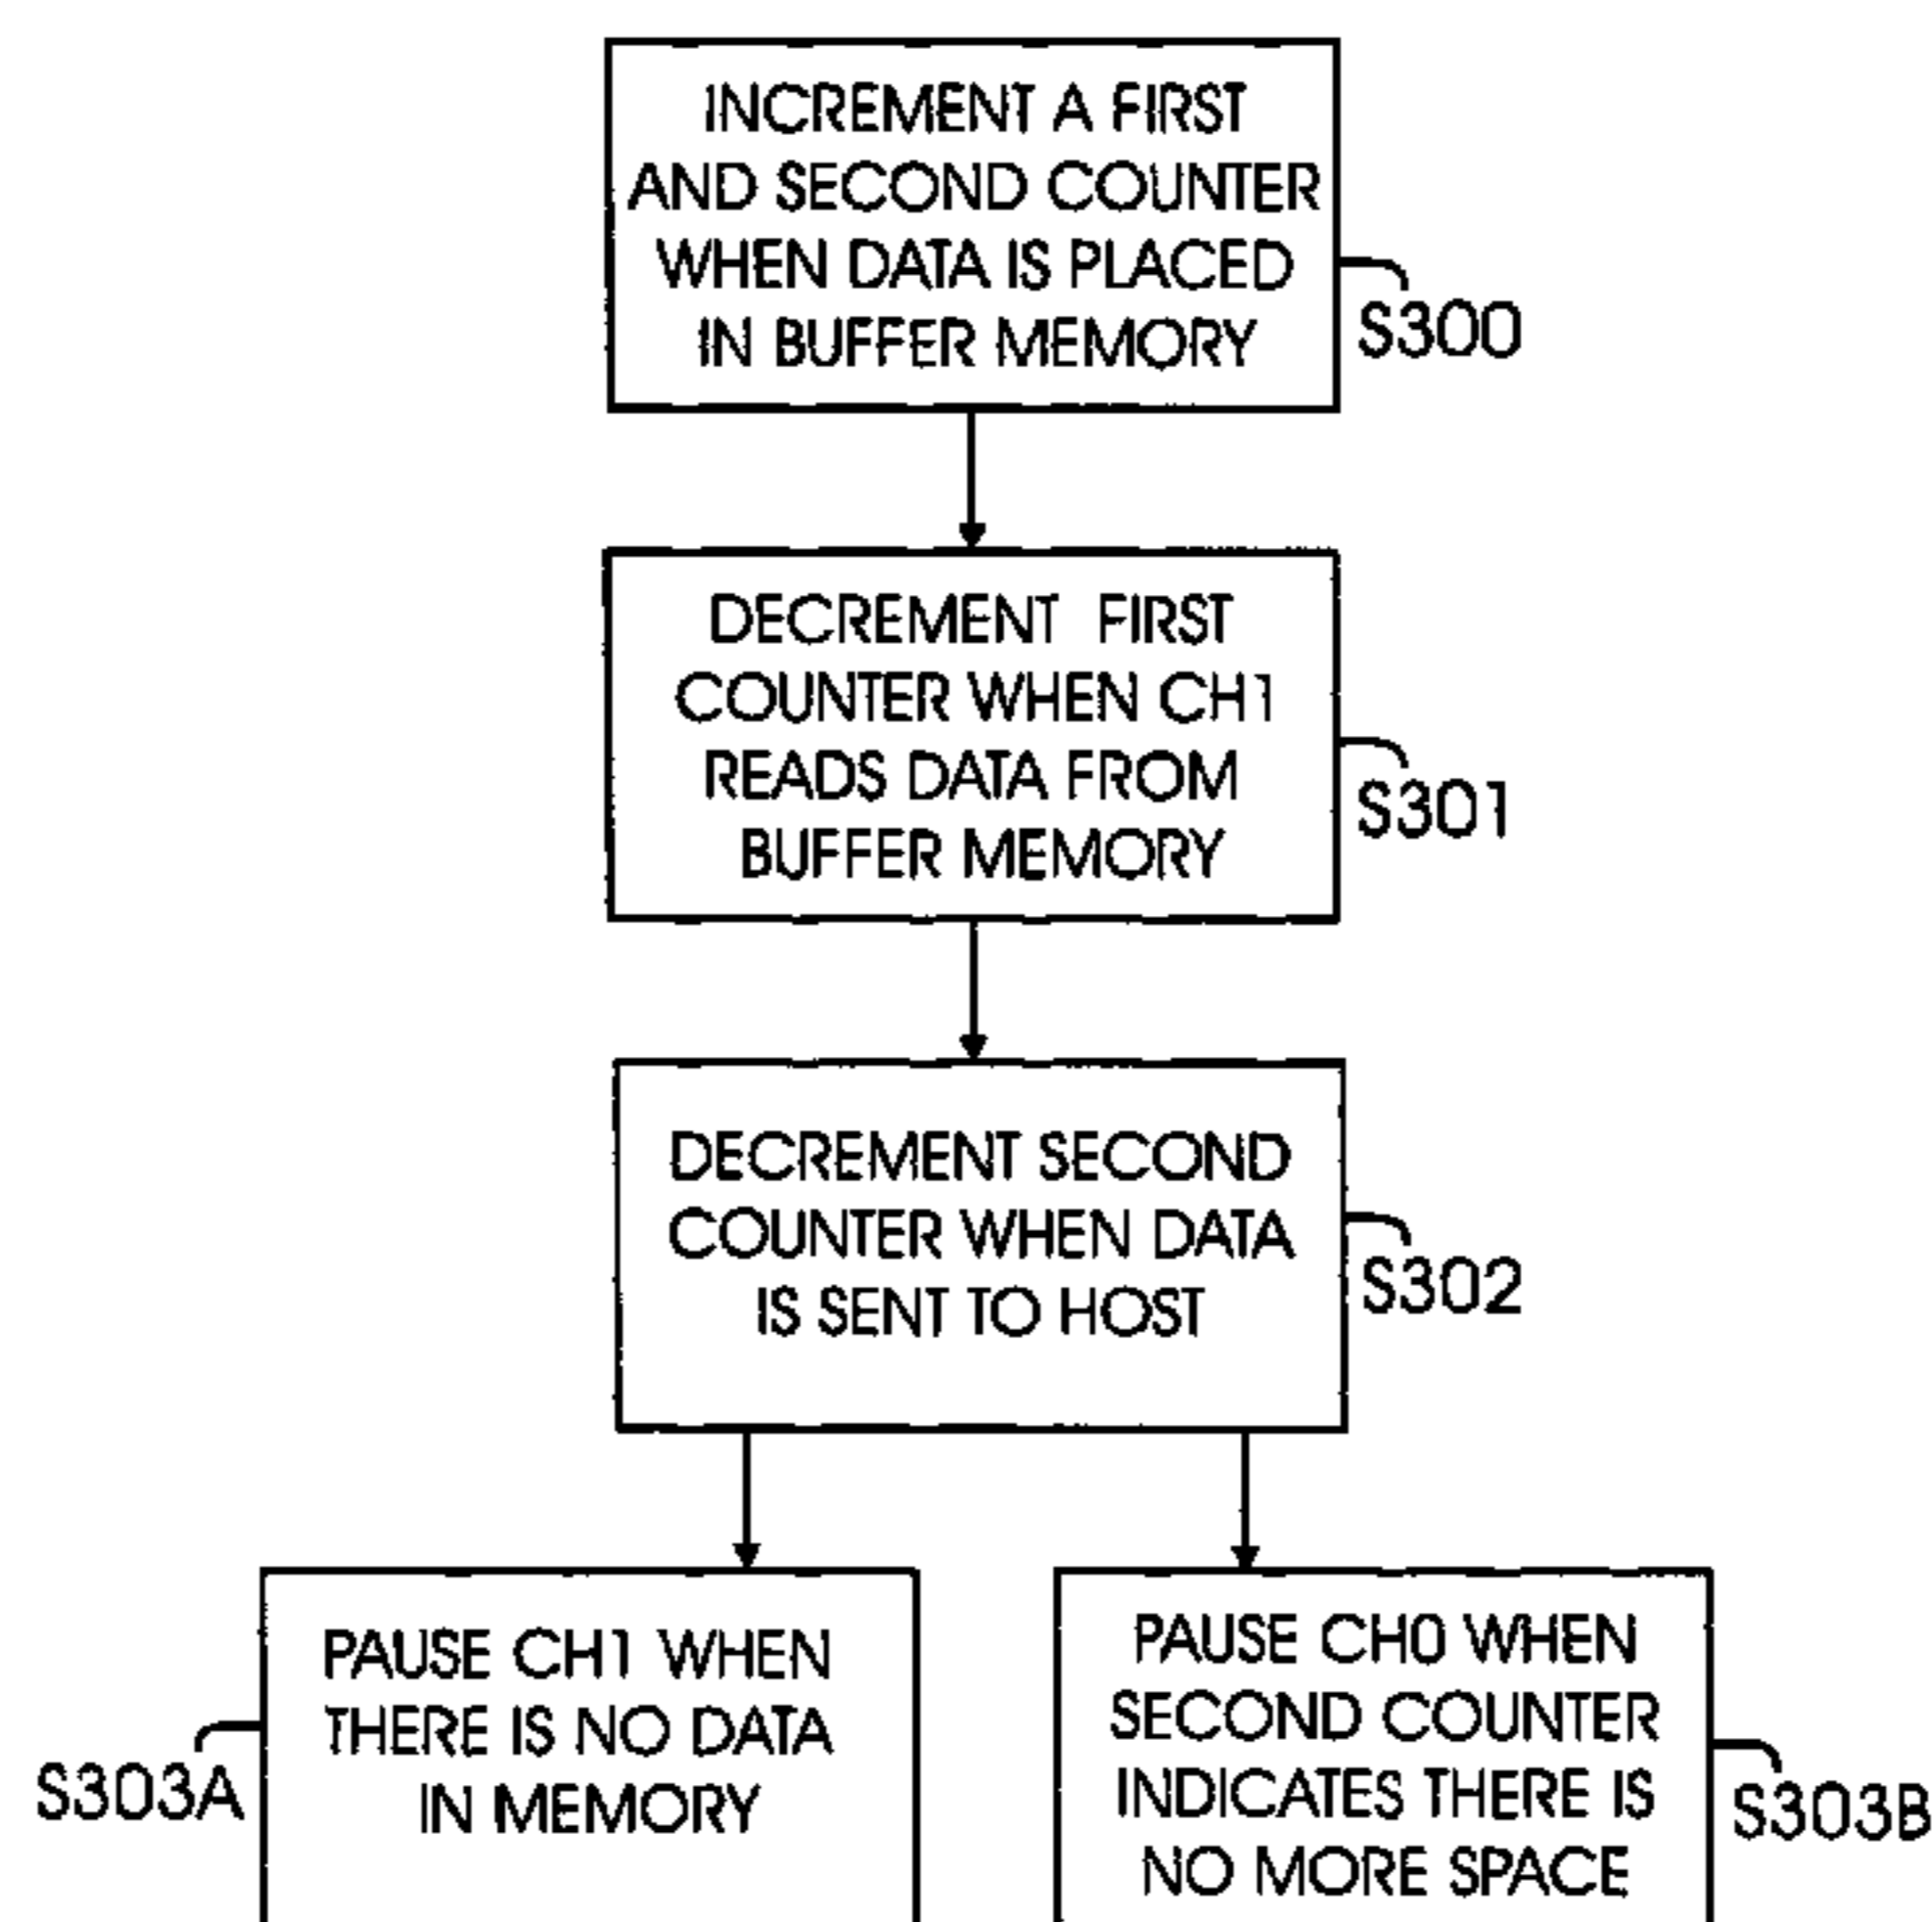 INCREMENT A FIRST
AND SECOND COUNTER
WHEN DATA IS PLACED
IN BUFFER MEMORY
S300
DECREMENT FIRST
COUNTER WHEN CH1
READS DATA FROM
BUFFER MEMORY
S301
DECREMENT SECOND
COUNTER WHEN DATA
IS SENT TO HOST
S302
PAUSE CH1 WHEN
THERE IS NO DATA
IN MEMORY
S303A
PAUSE CH0 WHEN
SECOND COUNTER
INDICATES THERE IS
NO MORE SPACE
S303B